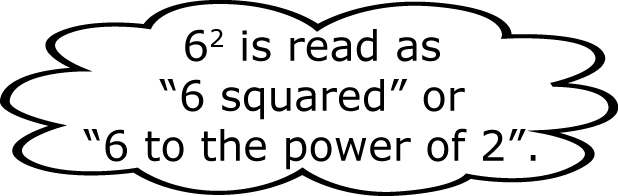 6² is read as
“6 squared” or
“6 to the power of 2”.